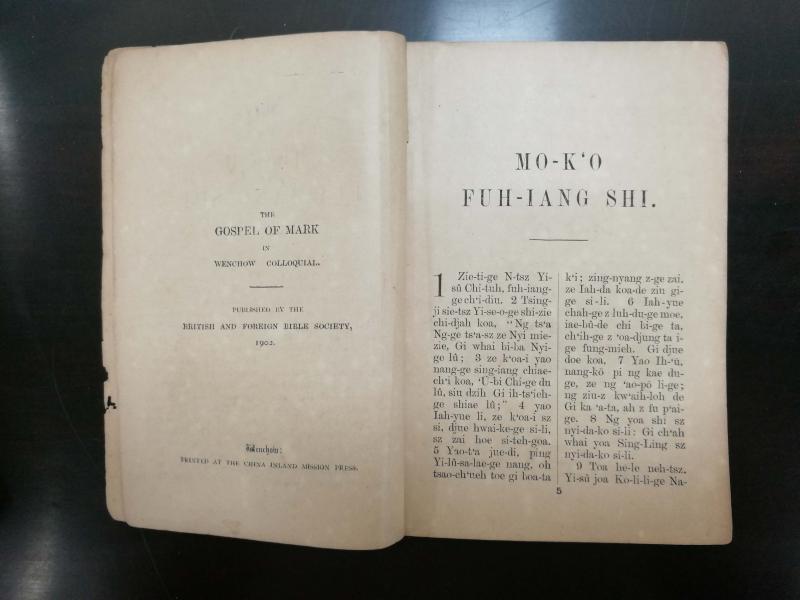 THE
GOSPEL OF MARK
IN
WENCHOW COLLOQUIAL.
PUBLISHED BY THE
BRITISH AND FOREIGN BIBLE SOCIETY,
1902.
Wenchow:
PRINTED AT THE CHINA INLAND MISSION PRESS.
MO-K‘O
FUH-IANG SHI.
1 Zie-ti-ge N-tsz Yi-
sû Chi-tuh, fuh-iang-
ge ch‘i-diu. 2 Tsing-
ji sie-tsz Yi-se-o-ge shi-zie
chi-djah koa, “Ng ts‘a
Ng-ge ts‘a-sz ze Nyi mie-
zie, Gi whai bi-ba Nyi-
ge lû; 3 ze k‘oa-i yao
nang-ge sing-iang chiae-
ch‘i koa, ‘Û-bi Chi-ge du
lû, siu dzih Gi ih-ts‘ieh-
ge shiae lû;” 4 yao
Iah-yue li, ze k‘oa-i sz
si, djue hwai-ke-ge si-li,
sz zai hoe si-teh-goa.
5 Yao-t‘a jue-di, ping
Yi-lû-sa-lae-ge nang, oh
tsao-ch‘ueh toe gi hoa-ta
k‘i; zing-nyang z-ge zai,
ze Iah-da koa-de ziu gi-
ge si-li. 6 Iah-yue
chah-ge z luh-du-ge moe,
iae-bû-de chi bi-ge ta,
ch‘ih-ge z ‘oa-djung ta i-
ge fung-mieh. Gi djue
doe koa. 7 Yao Ih-‘ü,
nang-kō pi ng kae du-
ge, ze ng ‘ao-pō li-ge;
ng ziu-z kw‘aih-loh de
Gi ka ‘a-ta, ah z fu p‘ai-
ge. 8 Ng yoa shi sz
nyi-da-ko si-li; Gi ch‘ah
whai yoa Sing-Ling sz
nyi-da-ko si-li.
9 Toa he-le neh-tsz.
Yi-sû joa Ko-li-li-ge Na-
5